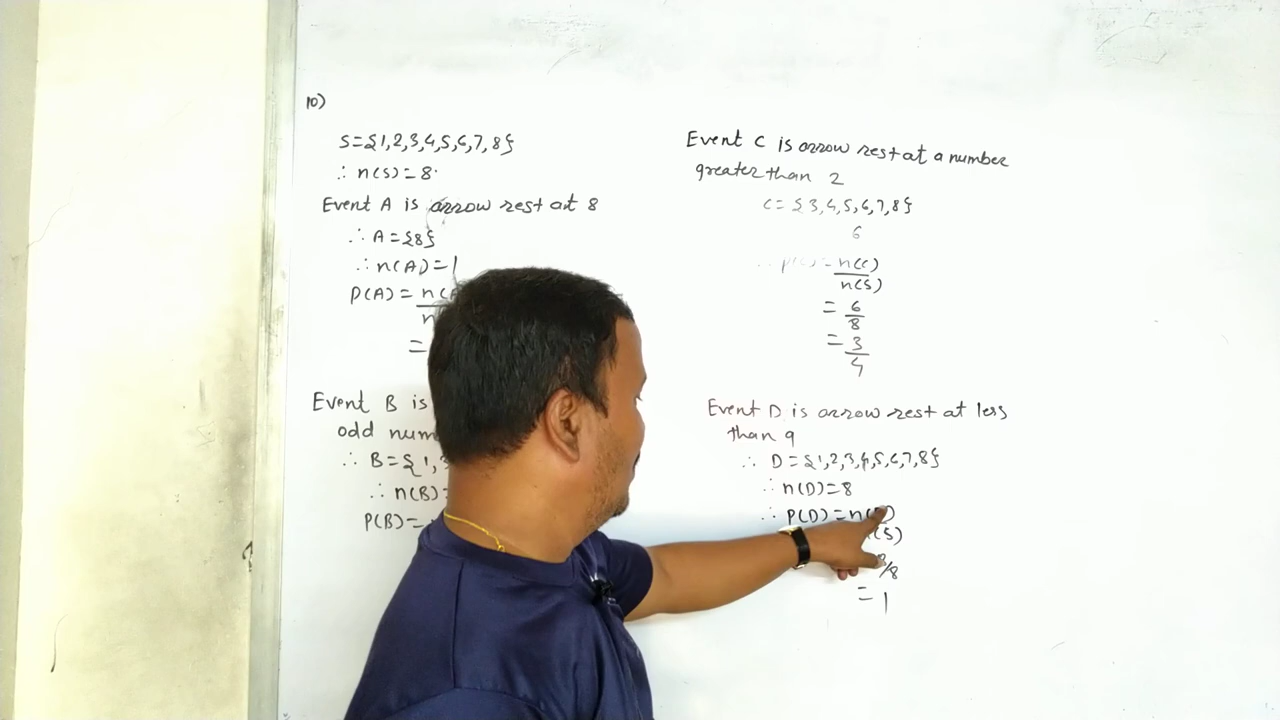 10)
S={1,2,3,4,5,6,7,8}
∴ n(S)=8.
Event A is arrow rest at 8
∴ A={8}
∴ n(A)=1
P(A)= n(A
n
=
Event B is
odd num
∴ B={1,3
∴ n(B)=
P(B)=
Event C is arrow rest at a number
greater than 2
C={3,4,5,6,7,8}
6
∴ P(C)= n(C)
n(S)
= 6
8
= 3
4
Event D is arrow rest at less
than 9
∴ D={1,2,3,4,5,6,7,8}
∴ n(D)=8
∴ P(D)=n(D)
n(S)
8/8
= 1